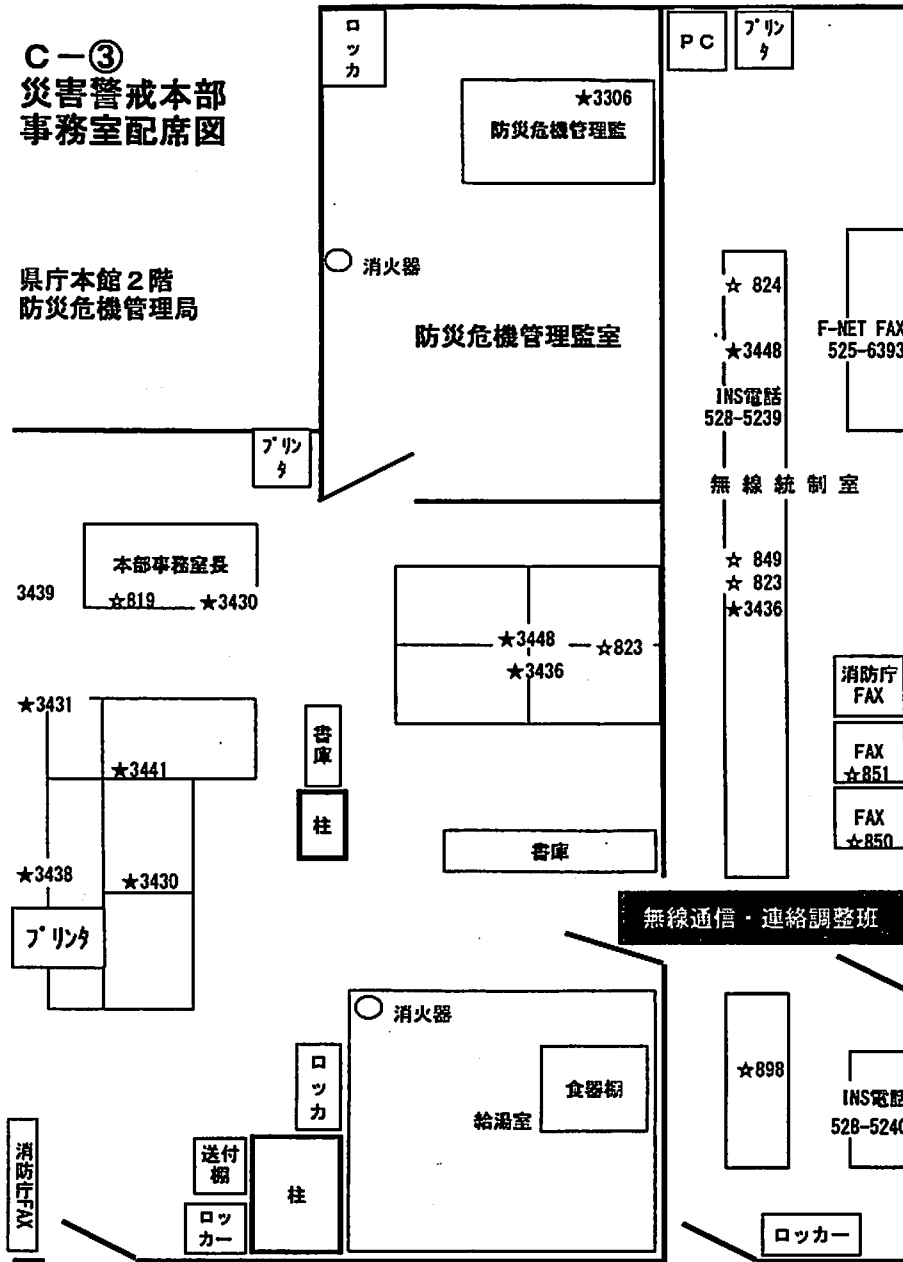 C－③
災害警戒本部
事務室配席図
県庁本館２階
防災危機管理局
ロッカ
★3306
防災危機管理監
消火器
防災危機管理監室
プリンタ
PC
プリンタ
☆ 824
★3448
INS電話
528-5239
F-NET FAX
525-6393
無線統制室
☆ 849
☆ 823
★3436
消防庁
FAX
FAX
☆851
FAX
☆850
本部事務室長
3439
☆819 ★3430
★3448 ☆823
★3436
★3431
★3441
★3438
★3430
プリンタ
書庫
柱
書庫
無線通信・連絡調整班
消火器
食器棚
給湯室
ロッカ
送付
棚
柱
ロッ
カー
消防庁FAX
☆898
INS電話
528-5240
ロッカー